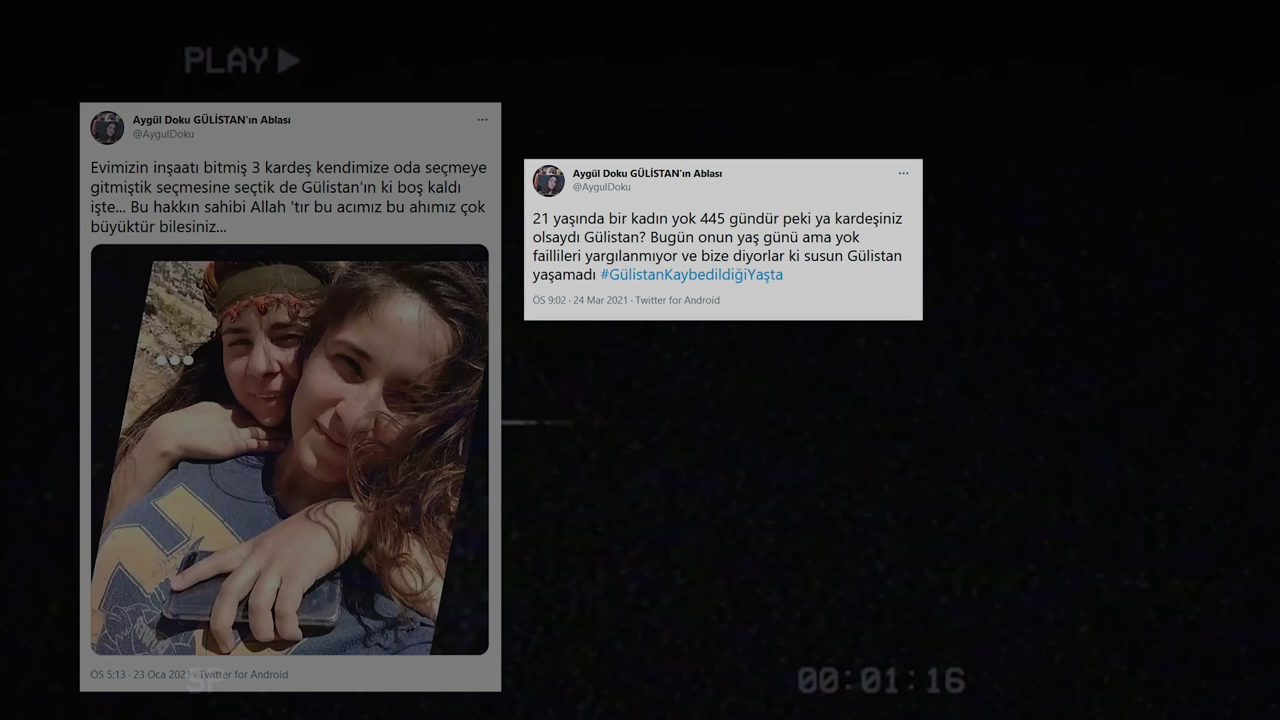 PLAY
Aygül Doku GÜLİSTAN'ın Ablası
@AygulDoku
Evimizin inşaatı bitmiş 3 kardeş kendimize oda seçmeye
gitmiştik seçmesine seçtik de Gülistan'ın ki boş kaldı
işte... Bu hakkın sahibi Allah 'tır bu acımız bu ahımız çok
büyüktür bilesiniz...
ÖS 5:13 · 23 Oca 2021 · Twitter for Android
SP
Aygül Doku GÜLİSTAN'ın Ablası
@AygulDoku
21 yaşında bir kadın yok 445 gündür peki ya kardeşiniz
olsaydı Gülistan? Bugün onun yaş günü ama yok
faillileri yargılanmıyor ve bize diyorlar ki susun Gülistan
yaşamadı #GülistanKaybedildiğiYaşta
ÖS 9:02 · 24 Mar 2021 · Twitter for Android
00:01:16